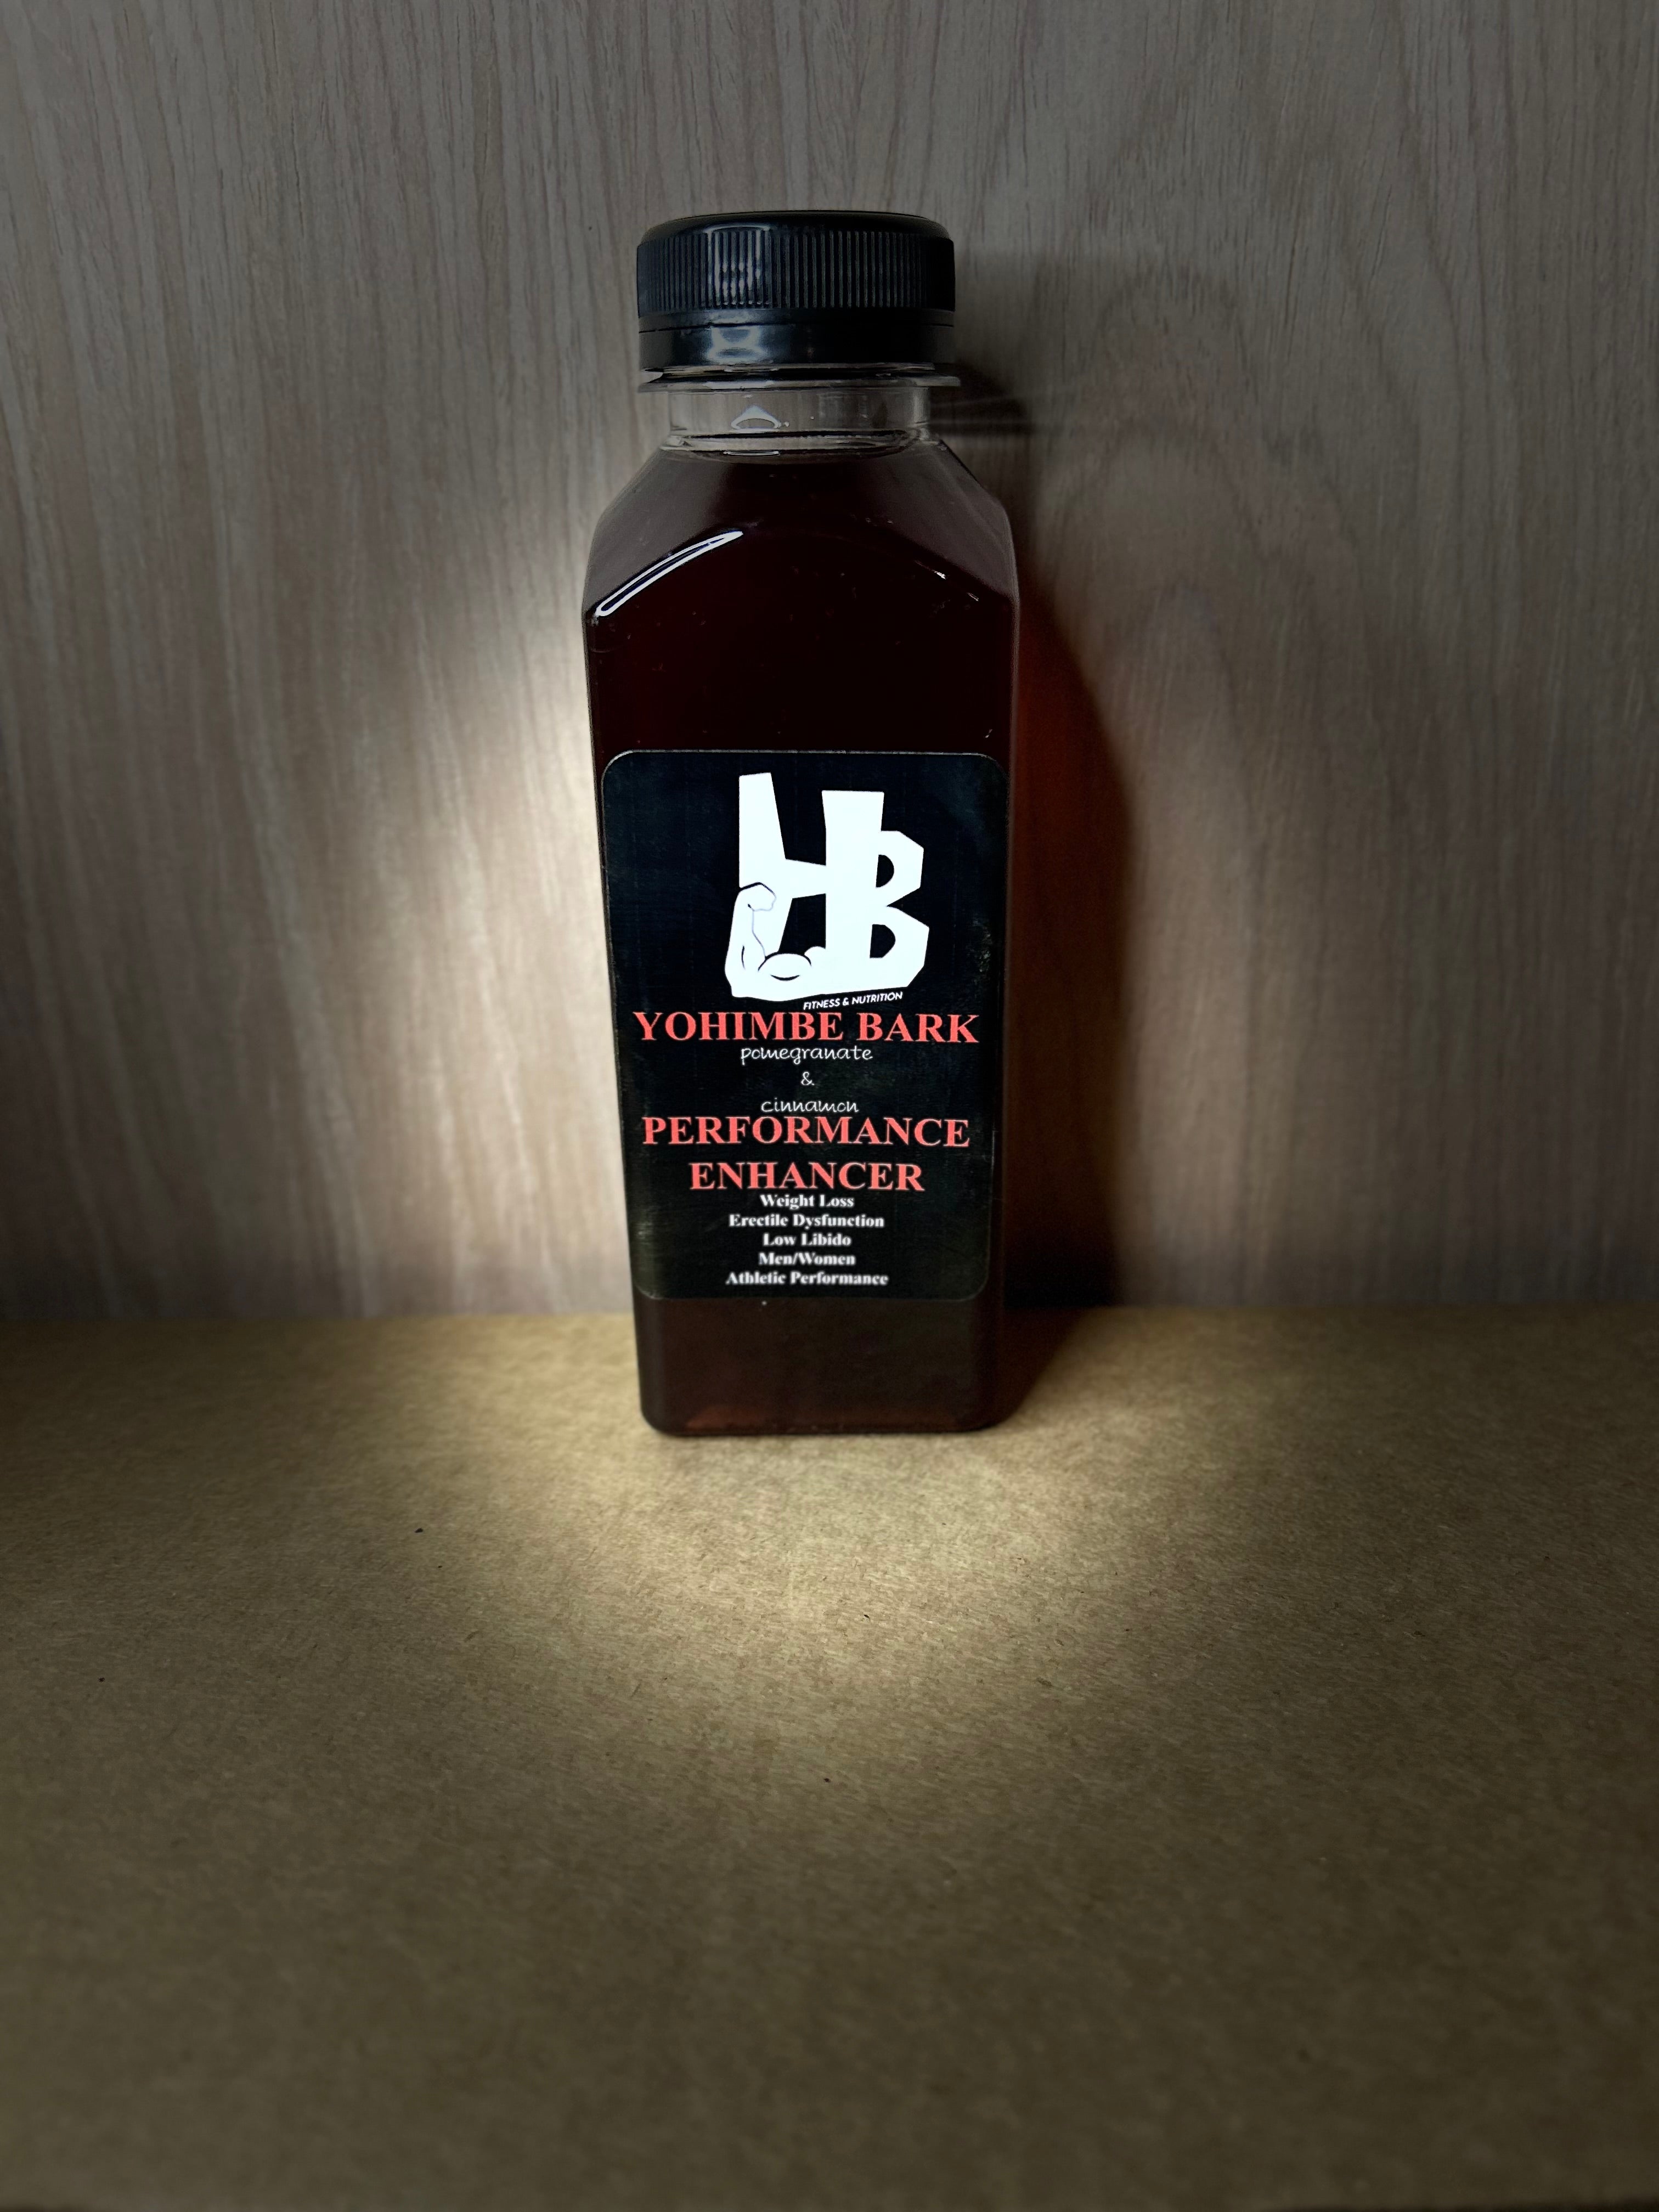 HB
FITNESS & NUTRITION
YOHIMBE BARK
pomegranate
&
cinnamon
PERFORMANCE
ENHANCER
Weight Loss
Erectile Dysfunction
Low Libido
Men/Women
Athletic Performance